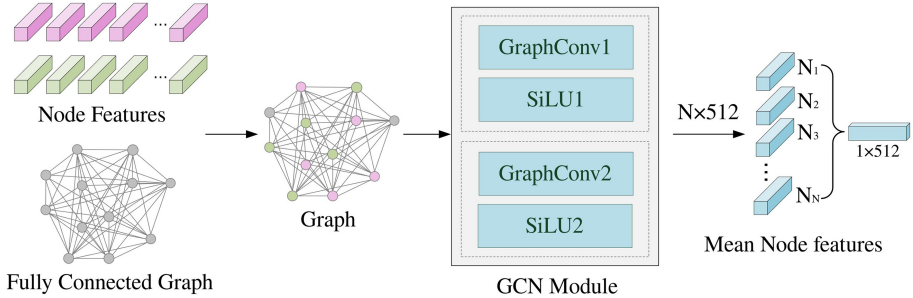 ...
...
Node Features
Fully Connected Graph
Graph
GraphConv1
SiLU1
GraphConv2
SiLU2
GCN Module
N×512
N1
N2
N3
NN
1×512
Mean Node features